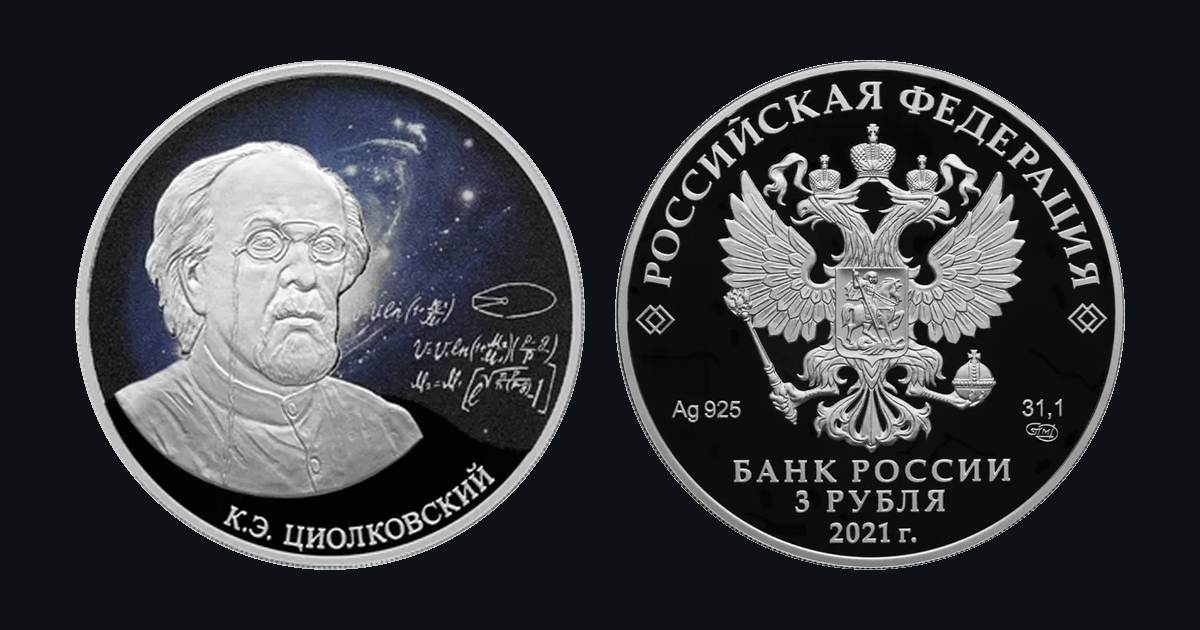 К.Э. ЦИОЛКОВСКИЙ
РОССИЙСКАЯ ФЕДЕРАЦИЯ
Ag 925
31,1
БАНК РОССИИ
3 РУБЛЯ
2021 г.